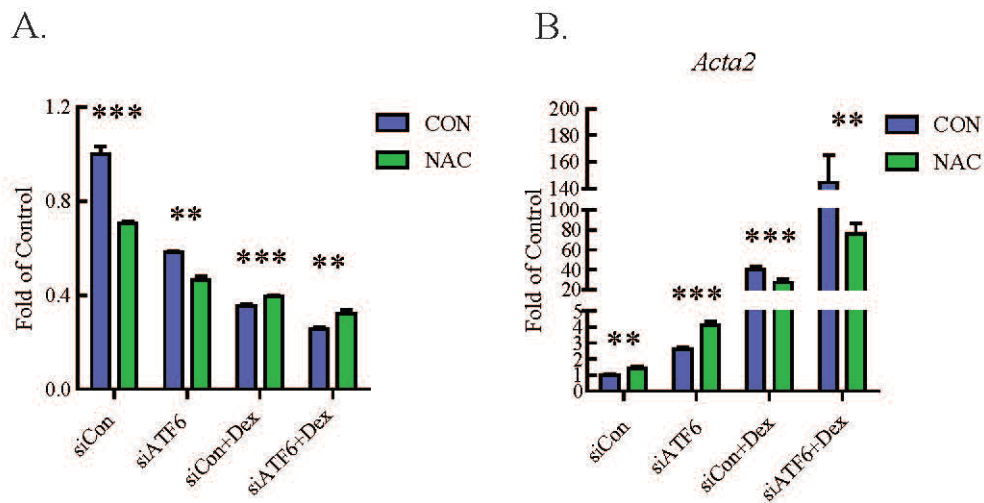 A.
Fold of Control
1.2
0.8
0.4
0.0
***
**
***
**
CON
NAC
siCon
siATF6
siCon+Dex
siATF6+Dex
B.
Acta2
Fold of Control
200
180
160
140
120
100
80
60
40
20
5
4
3
2
1
0
**
***
***
**
CON
NAC
siCon
siATF6
siCon+Dex
siATF6+Dex